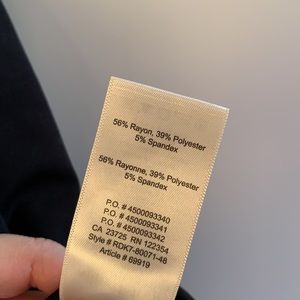 56% Rayon, 39% Polyester
5% Spandex
56% Rayonne, 39% Polyester
5% Spandex
P.O. # 4500093340
P.O. # 4500093341
P.O. # 4500093342
CA 23725 RN 122354
Style # RDK7-80071-48
Article # 69919